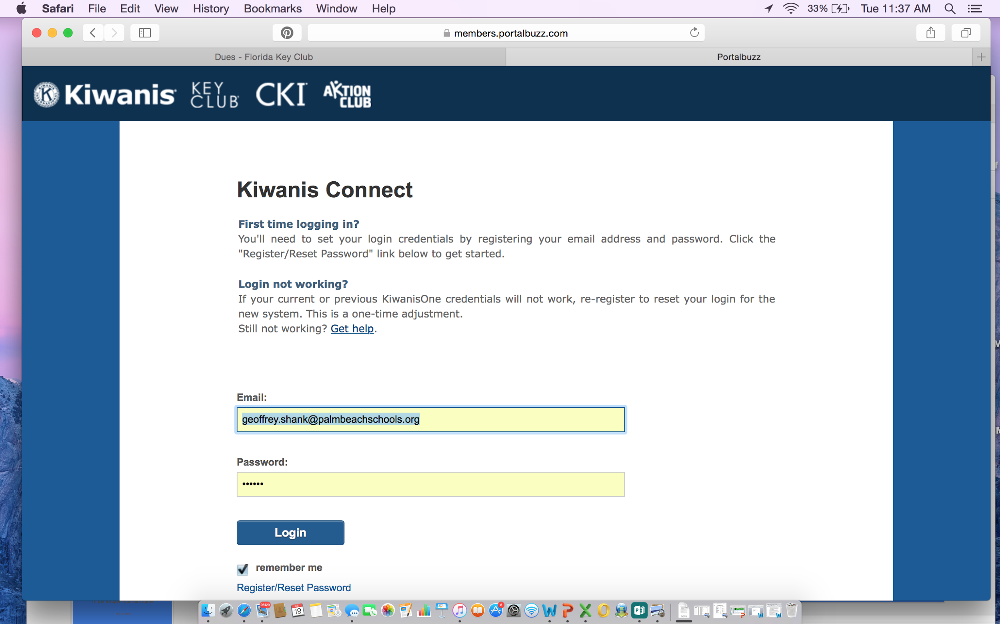 Safari File Edit View History Bookmarks Window Help 33% Tue 11:37 AM
members.portalbuzz.com
Dues - Florida Key Club Portalbuzz
Kiwanis KEY CLUB CKI AKTION CLUB
Kiwanis Connect
First time logging in?
You'll need to set your login credentials by registering your email address and password. Click the
"Register/Reset Password" link below to get started.
Login not working?
If your current or previous KiwanisOne credentials will not work, re-register to reset your login for the
new system. This is a one-time adjustment.
Still not working? Get help.
Email:
geoffrey.shank@palmbeachschools.org
Password:
••••••
Login
remember me
Register/Reset Password
26429
JUL
19
8
DOCX